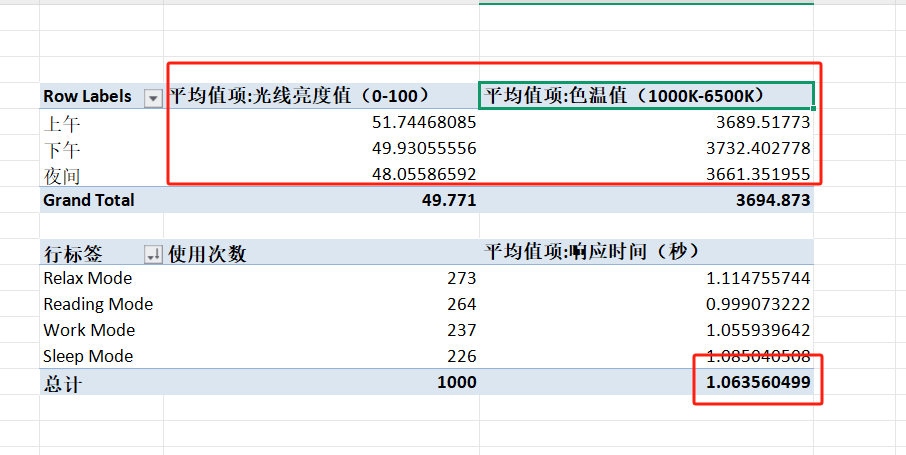 Row Labels 平均值项:光线亮度值（0-100） 平均值项:色温值（1000K-6500K）
上午 51.74468085 3689.51773
下午 49.93055556 3732.402778
夜间 48.05586592 3661.351955
Grand Total 49.771 3694.873
行标签 使用次数 平均值项:响应时间（秒）
Relax Mode 273 1.114755744
Reading Mode 264 0.999073222
Work Mode 237 1.055939642
Sleep Mode 226 1.085040508
总计 1000 1.063560499